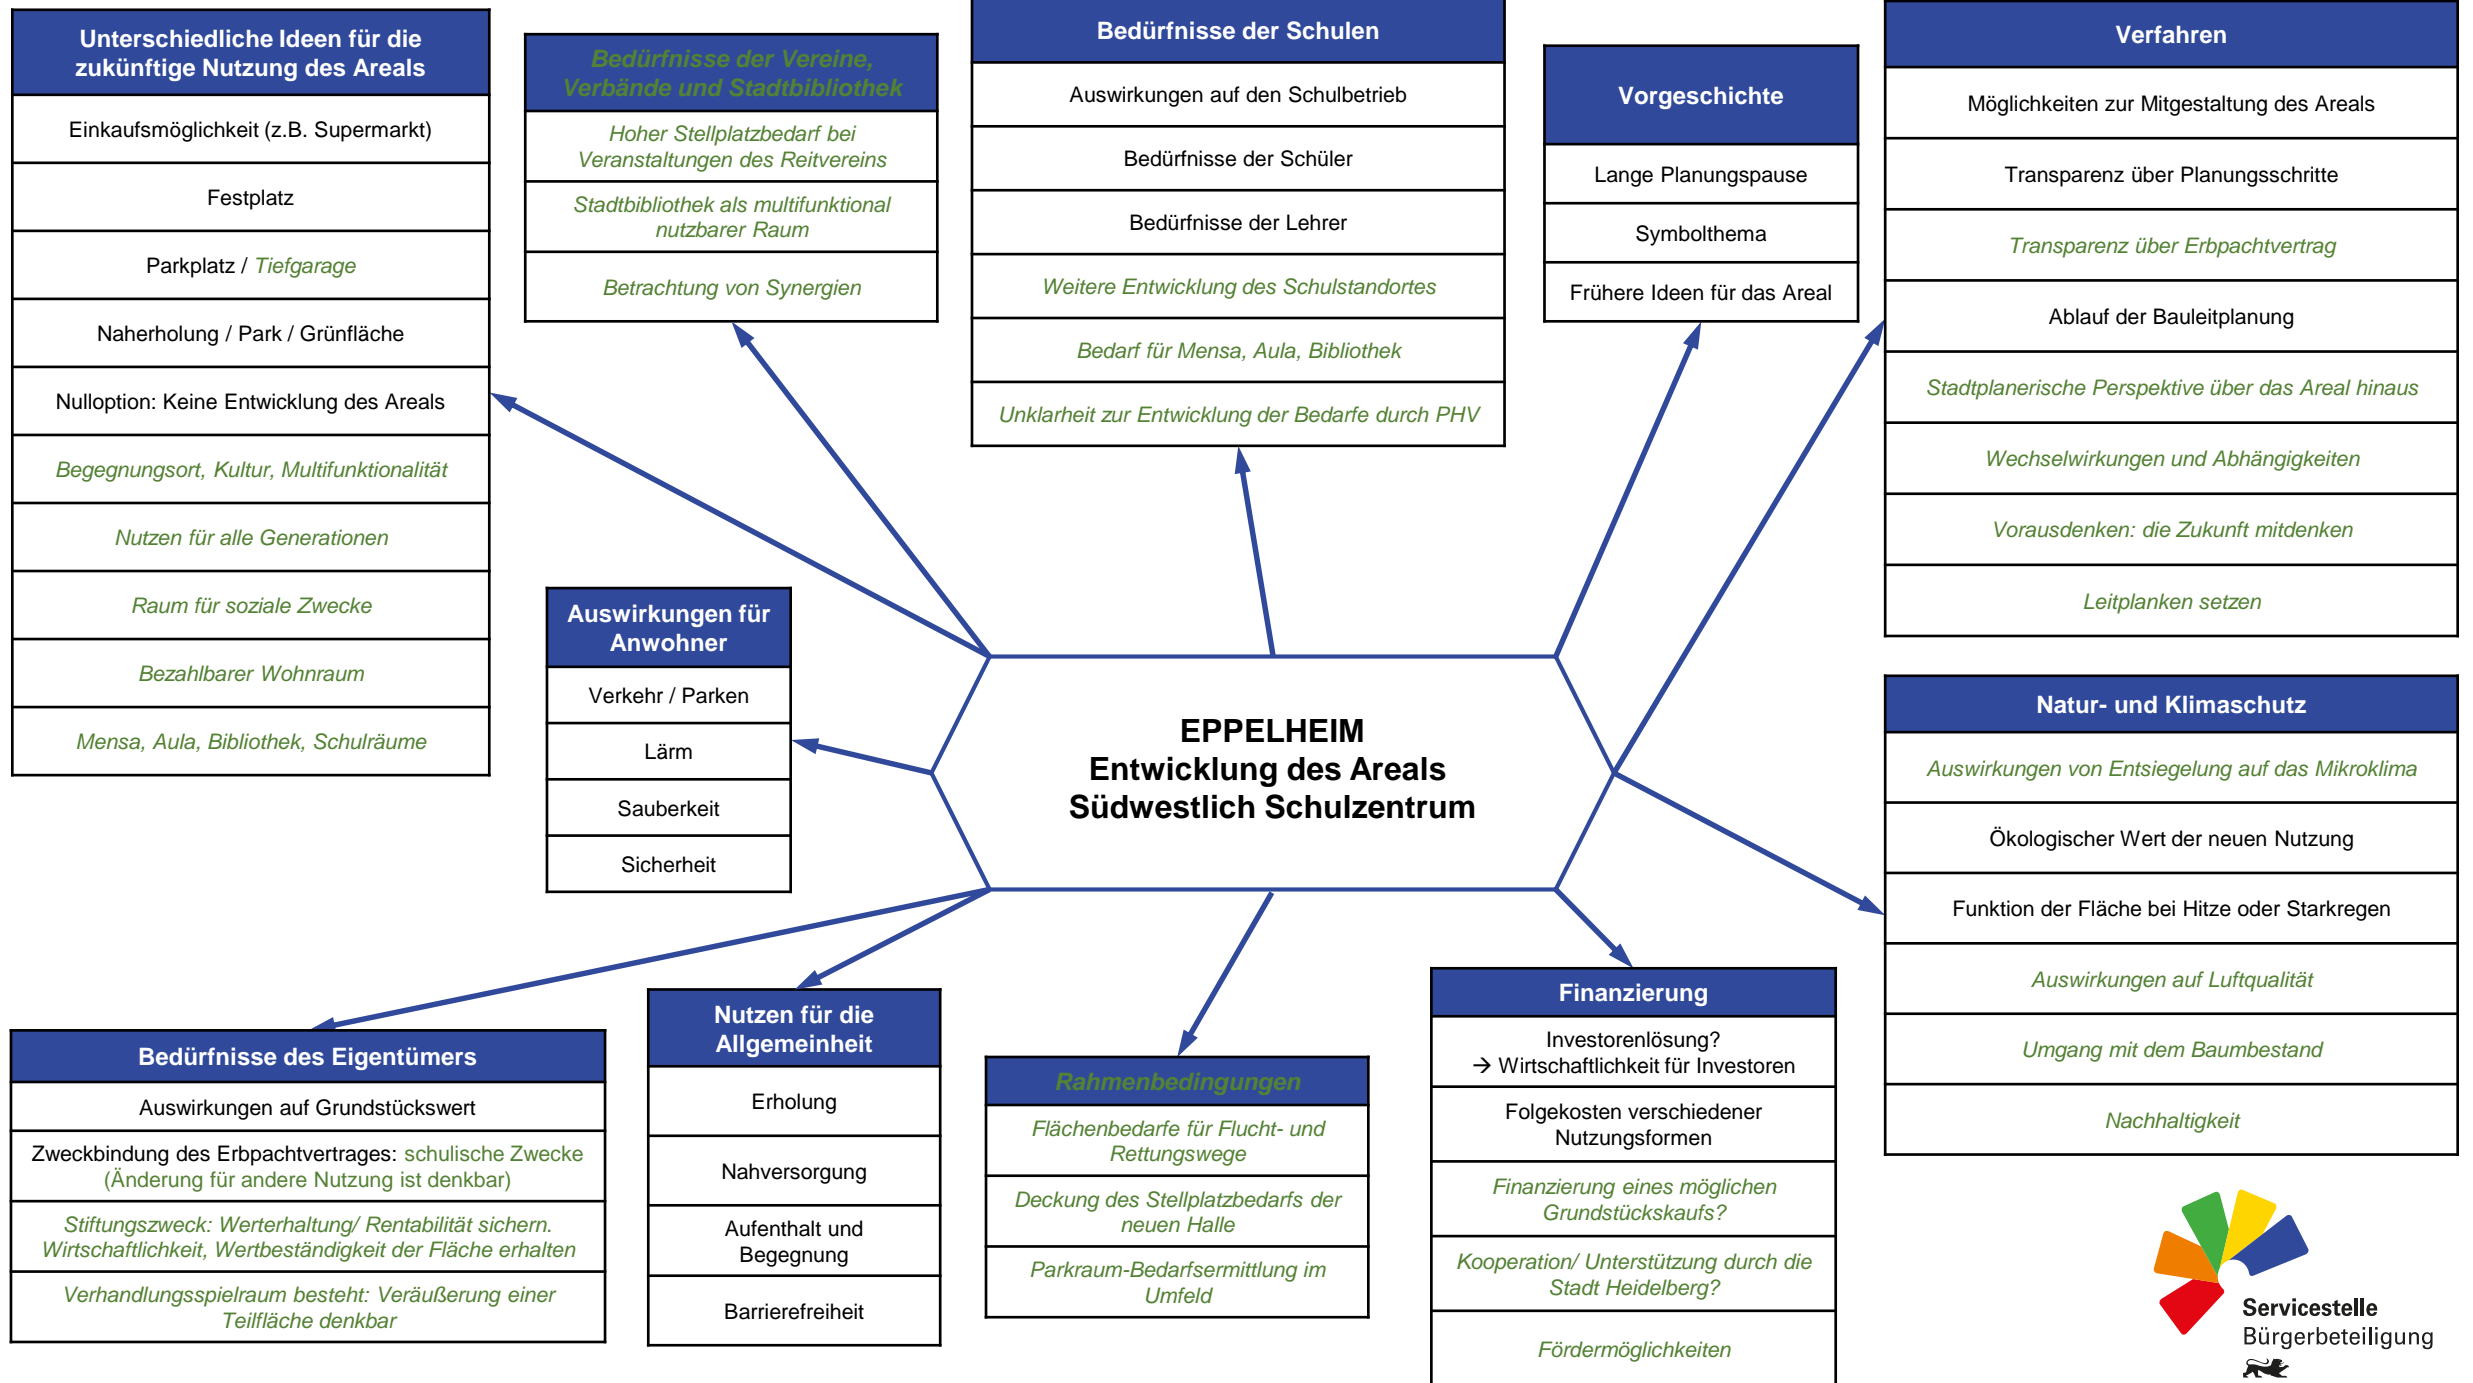 Unterschiedliche Ideen für die
zukünftige Nutzung des Areals
Einkaufsmöglichkeit (z.B. Supermarkt)
Festplatz
Parkplatz / Tiefgarage
Naherholung / Park / Grünfläche
Nulloption: Keine Entwicklung des Areals
Begegnungsort, Kultur, Multifunktionalität
Nutzen für alle Generationen
Raum für soziale Zwecke
Bezahlbarer Wohnraum
Mensa, Aula, Bibliothek, Schulräume
Bedürfnisse der Vereine,
Verbände und Stadtbibliothek
Hoher Stellplatzbedarf bei
Veranstaltungen des Reitvereins
Stadtbibliothek als multifunktional
nutzbarer Raum
Betrachtung von Synergien
Bedürfnisse der Schulen
Auswirkungen auf den Schulbetrieb
Bedürfnisse der Schüler
Bedürfnisse der Lehrer
Weitere Entwicklung des Schulstandortes
Bedarf für Mensa, Aula, Bibliothek
Unklarheit zur Entwicklung der Bedarfe durch PHV
Vorgeschichte
Lange Planungspause
Symbolthema
Frühere Ideen für das Areal
Verfahren
Möglichkeiten zur Mitgestaltung des Areals
Transparenz über Planungsschritte
Transparenz über Erbpachtvertrag
Ablauf der Bauleitplanung
Stadtplanerische Perspektive über das Areal hinaus
Wechselwirkungen und Abhängigkeiten
Vorausdenken: die Zukunft mitdenken
Leitplanken setzen
Auswirkungen für
Anwohner
Verkehr / Parken
Lärm
Sauberkeit
Sicherheit
EPPELHEIM
Entwicklung des Areals
Südwestlich Schulzentrum
Natur- und Klimaschutz
Auswirkungen von Entsiegelung auf das Mikroklima
Ökologischer Wert der neuen Nutzung
Funktion der Fläche bei Hitze oder Starkregen
Auswirkungen auf Luftqualität
Umgang mit dem Baumbestand
Nachhaltigkeit
Bedürfnisse des Eigentümers
Auswirkungen auf Grundstückswert
Zweckbindung des Erbpachtvertrages: schulische Zwecke
(Änderung für andere Nutzung ist denkbar)
Stiftungszweck: Werterhaltung/ Rentabilität sichern.
Wirtschaftlichkeit, Wertbeständigkeit der Fläche erhalten
Verhandlungsspielraum besteht: Veräußerung einer
Teilfläche denkbar
Nutzen für die
Allgemeinheit
Erholung
Nahversorgung
Aufenthalt und
Begegnung
Barrierefreiheit
Rahmenbedingungen
Flächenbedarfe für Flucht- und
Rettungswege
Deckung des Stellplatzbedarfs der
neuen Halle
Parkraum-Bedarfsermittlung im
Umfeld
Finanzierung
Investorenlösung?
→ Wirtschaftlichkeit für Investoren
Folgekosten verschiedener
Nutzungsformen
Finanzierung eines möglichen
Grundstückskaufs?
Kooperation/ Unterstützung durch die
Stadt Heidelberg?
Fördermöglichkeiten
Servicestelle
Bürgerbeteiligung